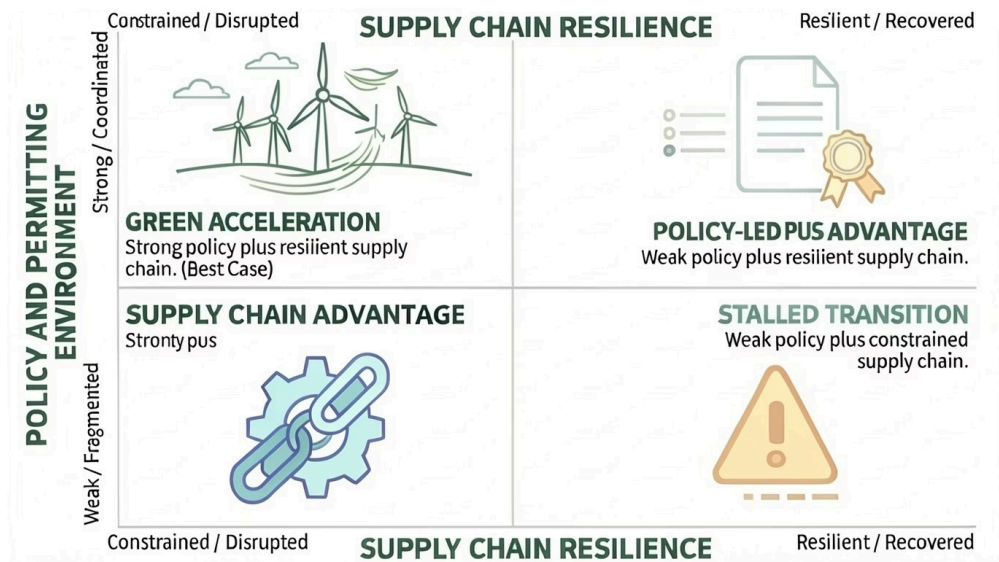 Constrained / Disrupted
SUPPLY CHAIN RESILIENCE
Resilient / Recovered
POLICY AND PERMITTING
ENVIRONMENT
Strong / Coordinated
GREEN ACCELERATION
Strong policy plus resilient supply
chain. (Best Case)
POLICY-LED PUS ADVANTAGE
Weak policy plus resilient supply chain.
SUPPLY CHAIN ADVANTAGE
Stronty pus
STALLED TRANSITION
Weak policy plus constrained
supply chain.
Weak / Fragmented
Constrained / Disrupted
SUPPLY CHAIN RESILIENCE
Resilient / Recovered